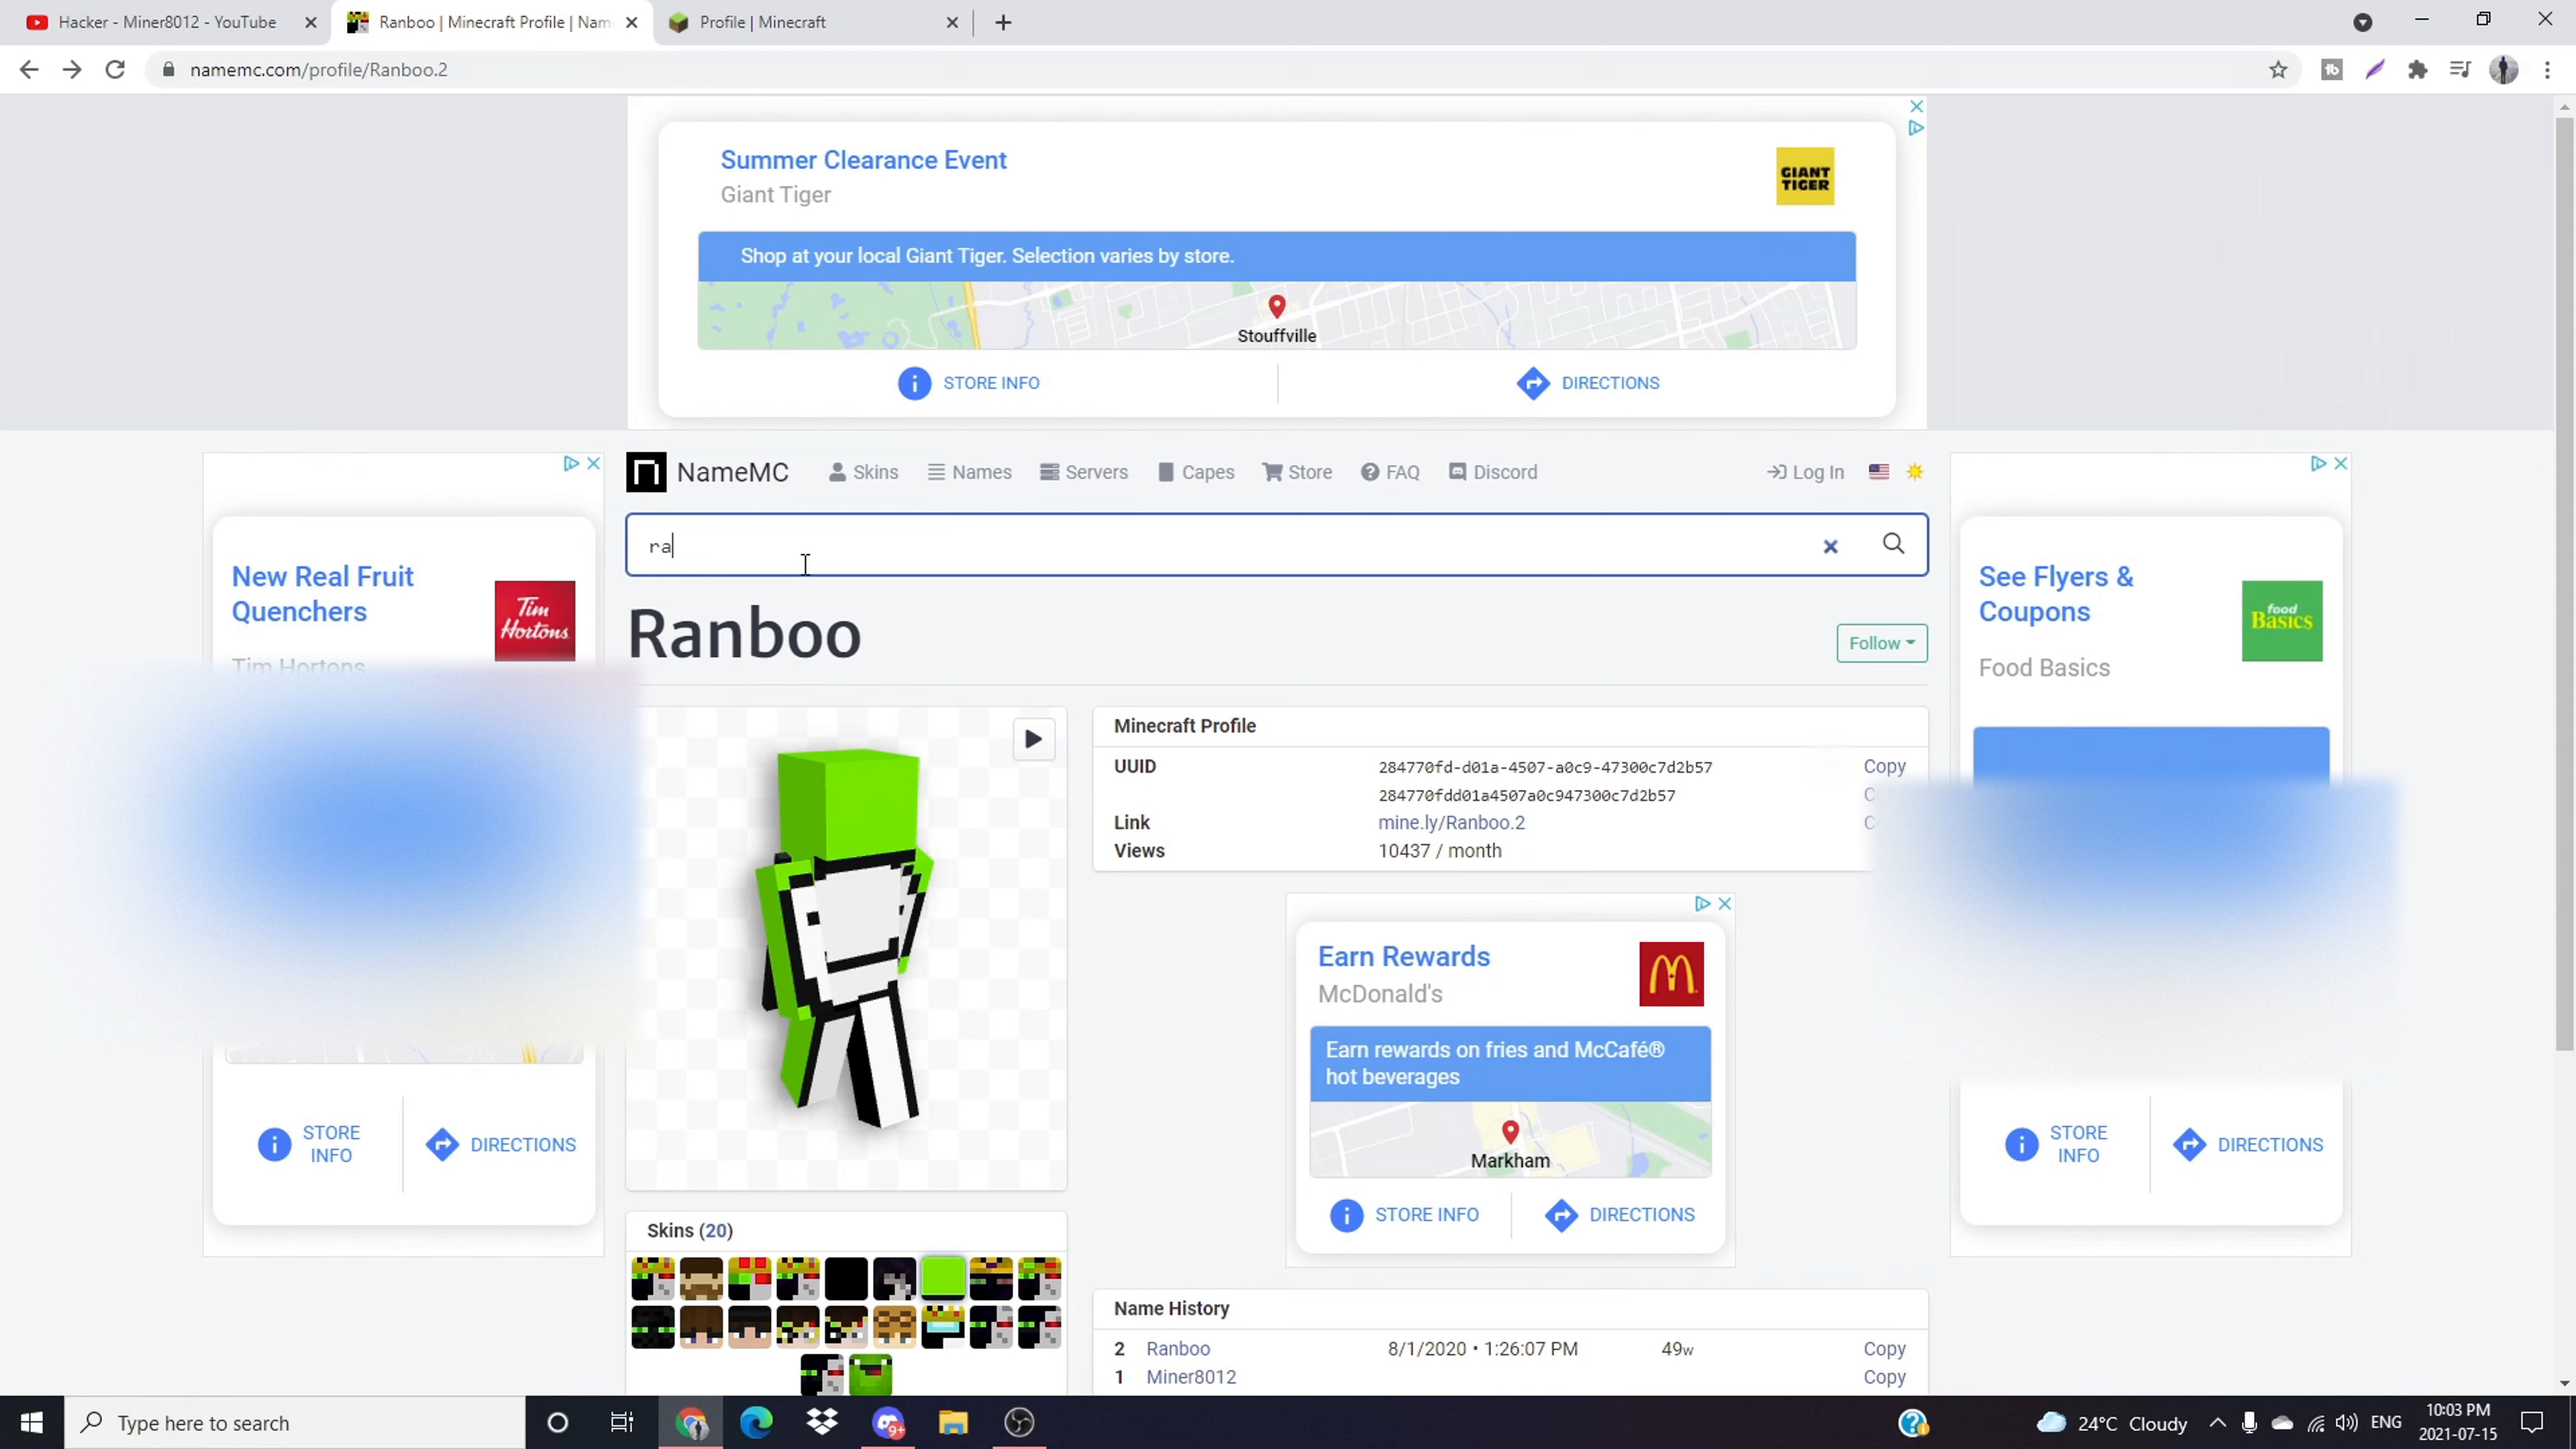 Hacker - Miner8012 - YouTube
Ranboo | Minecraft Profile | Nam
Profile | Minecraft
namemc.com/profile/Ranboo.2
Summer Clearance Event
Giant Tiger
GIANT TIGER
Shop at your local Giant Tiger. Selection varies by store.
Stouffville
STORE INFO
DIRECTIONS
NameMC
Skins
Names
Servers
Capes
Store
FAQ
Discord
Log In
ra
New Real Fruit
Quenchers
Tim
Hortons
Tim Hortons
Ranboo
Follow
See Flyers &
Coupons
food
Basics
Food Basics
Minecraft Profile
UUID 284770fd-d01a-4507-a0c9-47300c7d2b57 Copy
284770fdd01a4507a0c947300c7d2b57
Link mine.ly/Ranboo.2
Views 10437 / month
Earn Rewards
McDonald's
Earn rewards on fries and McCafé®
hot beverages
Markham
STORE INFO
DIRECTIONS
STORE
INFO
DIRECTIONS
STORE
INFO
DIRECTIONS
Skins (20)
Name History
2 Ranboo 8/1/2020 • 1:26:07 PM 49w Copy
1 Miner8012 Copy
Type here to search
9+
24°C Cloudy
ENG
10:03 PM
2021-07-15